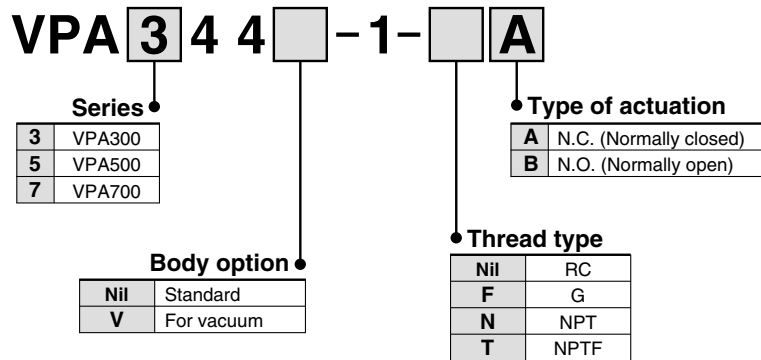 VPA 3 4 4 -1- A
Series
3 VPA300
5 VPA500
7 VPA700
Type of actuation
A N.C. (Normally closed)
B N.O. (Normally open)
Body option
Nil Standard
V For vacuum
Thread type
Nil RC
F G
N NPT
T NPTF